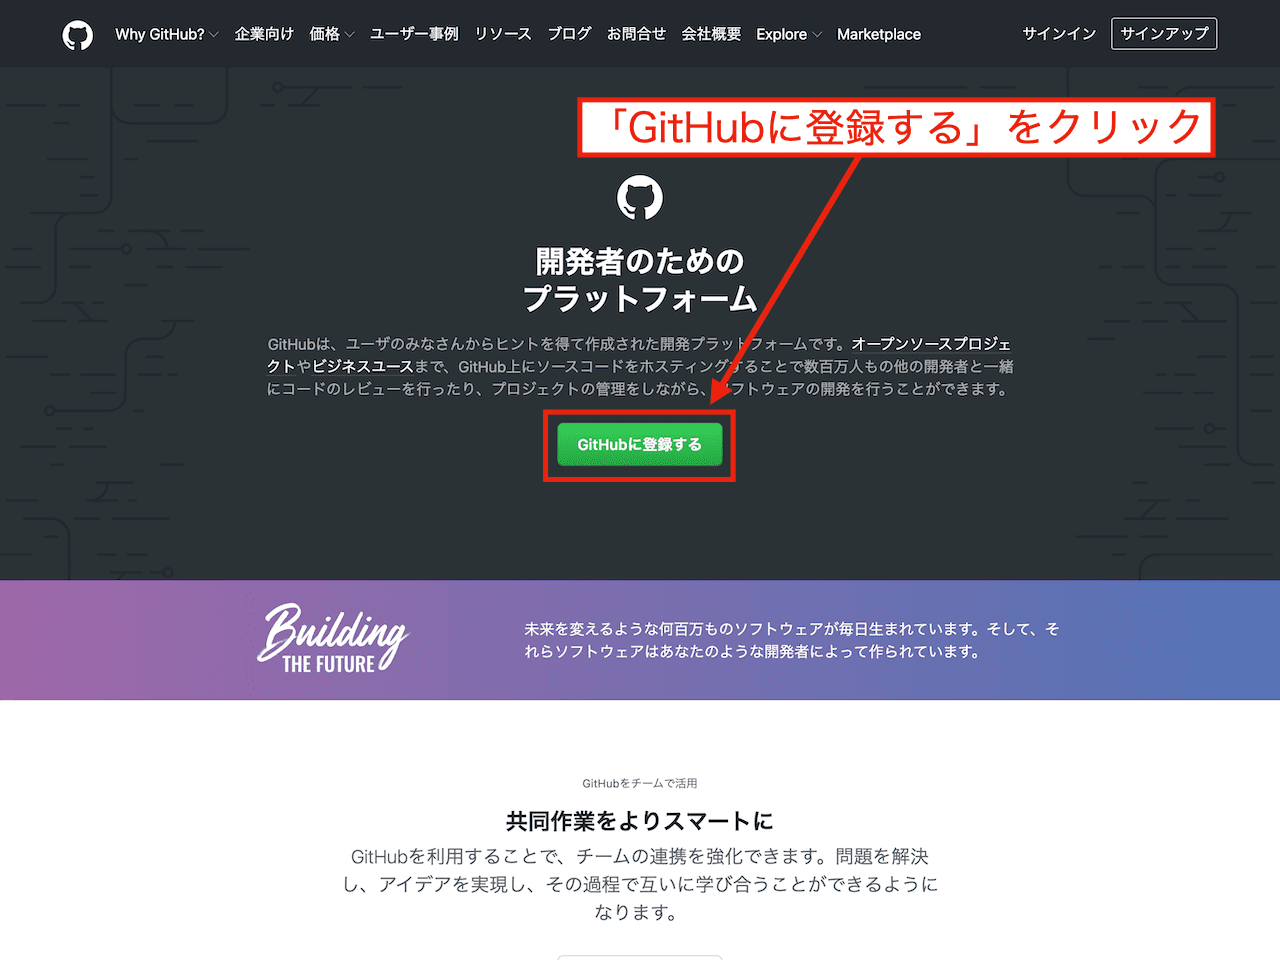 Why GitHub? 企業向け 価格 ユーザー事例 リソース ブログ お問合せ 会社概要 Explore Marketplace サインイン サインアップ
「GitHubに登録する」をクリック
開発者のための
プラットフォーム
GitHubは、ユーザのみなさんからヒントを得て作成された開発プラットフォームです。オープンソースプロジェ
クトやビジネスユースまで、GitHub上にソースコードをホスティングすることで数百万人もの他の開発者と一緒
にコードのレビューを行ったり、プロジェクトの管理をしながら、ソフトウェアの開発を行うことができます。
GitHubに登録する
Building
THE FUTURE
未来を変えるような何百万ものソフトウェアが毎日生まれています。そして、そ
れらソフトウェアはあなたのような開発者によって作られています。
GitHubをチームで活用
共同作業をよりスマートに
GitHubを利用することで、チームの連携を強化できます。問題を解決
し、アイデアを実現し、その過程で互いに学び合うことができるように
なります。